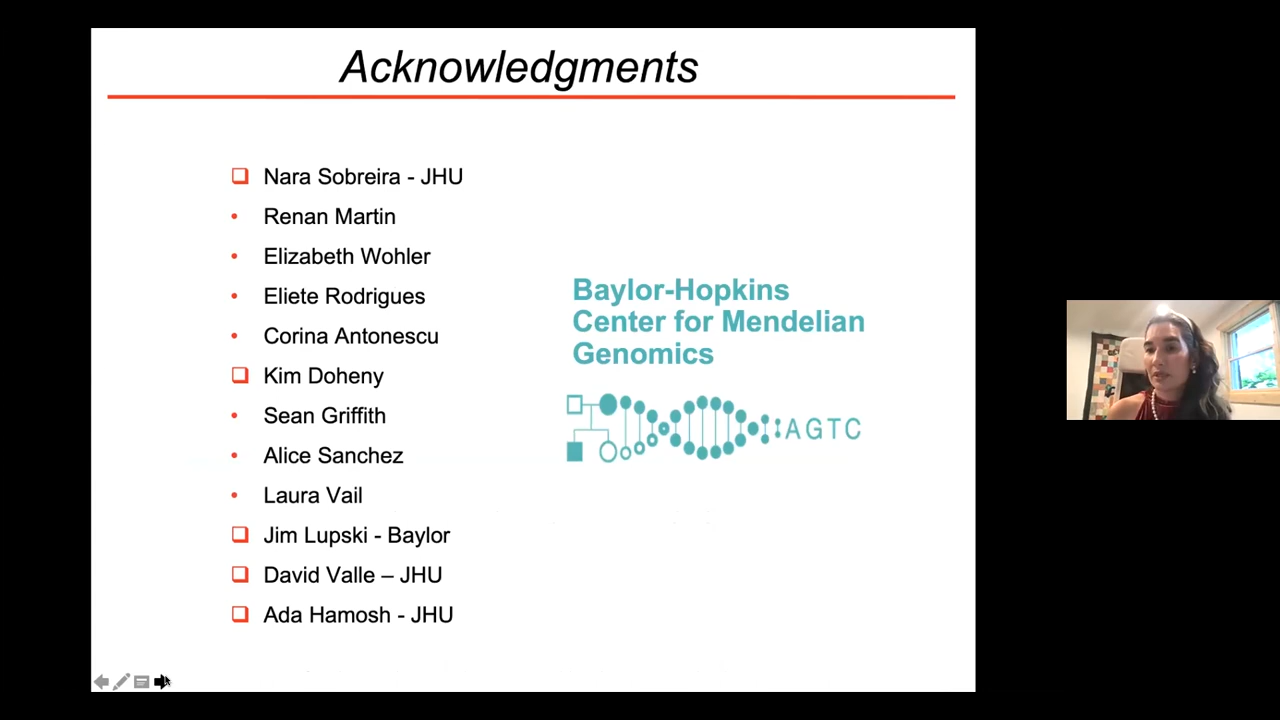 Acknowledgments
Nara Sobreira - JHU
Renan Martin
Elizabeth Wohler
Eliete Rodrigues
Corina Antonescu
Kim Doheny
Sean Griffith
Alice Sanchez
Laura Vail
Jim Lupski - Baylor
David Valle – JHU
Ada Hamosh - JHU
Baylor-Hopkins
Center for Mendelian
Genomics
AGTC